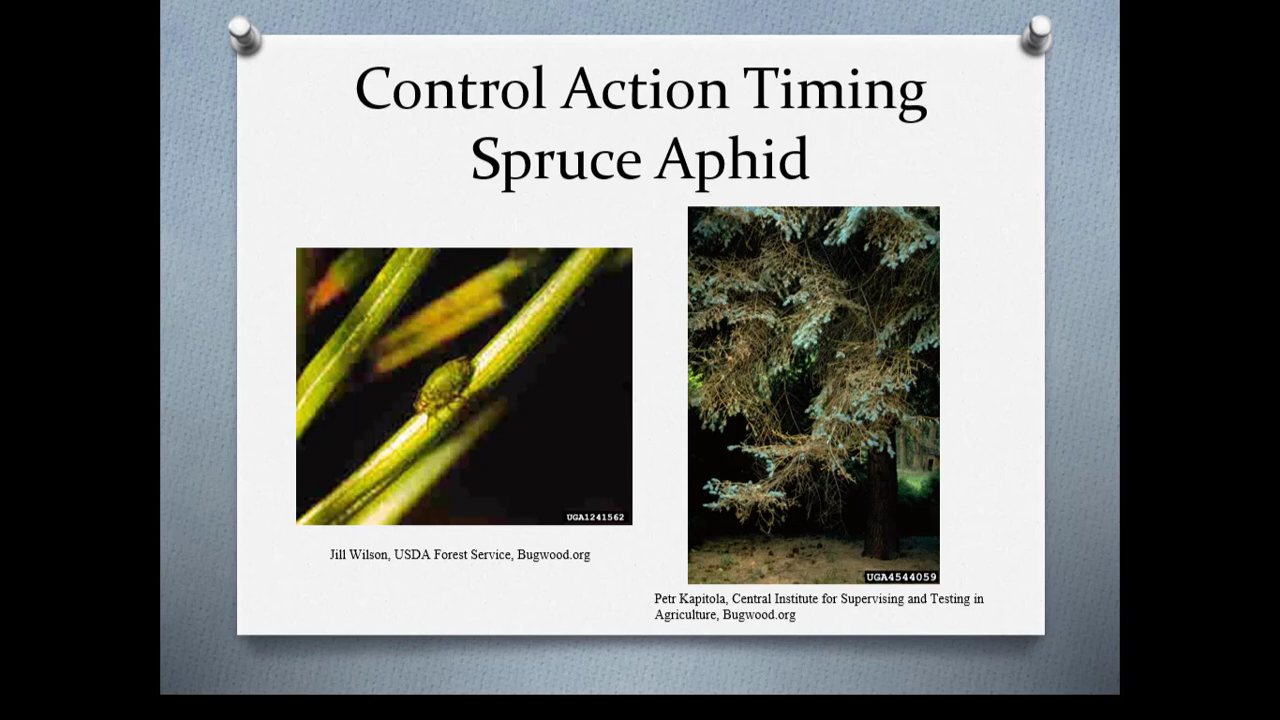 Control Action Timing
Spruce Aphid
UGA1241562
Jill Wilson, USDA Forest Service, Bugwood.org
UGA4544059
Petr Kapitola, Central Institute for Supervising and Testing in
Agriculture, Bugwood.org